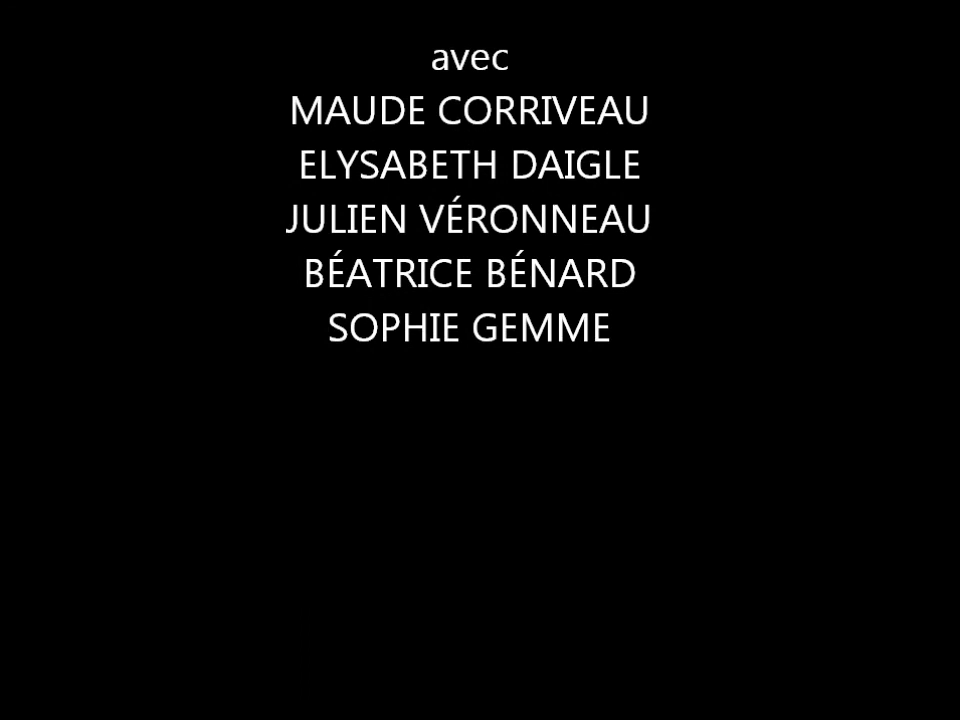 avec
MAUDE CORRIVEAU
ELYSABETH DAIGLE
JULIEN VÉRONNEAU
BÉATRICE BÉNARD
SOPHIE GEMME